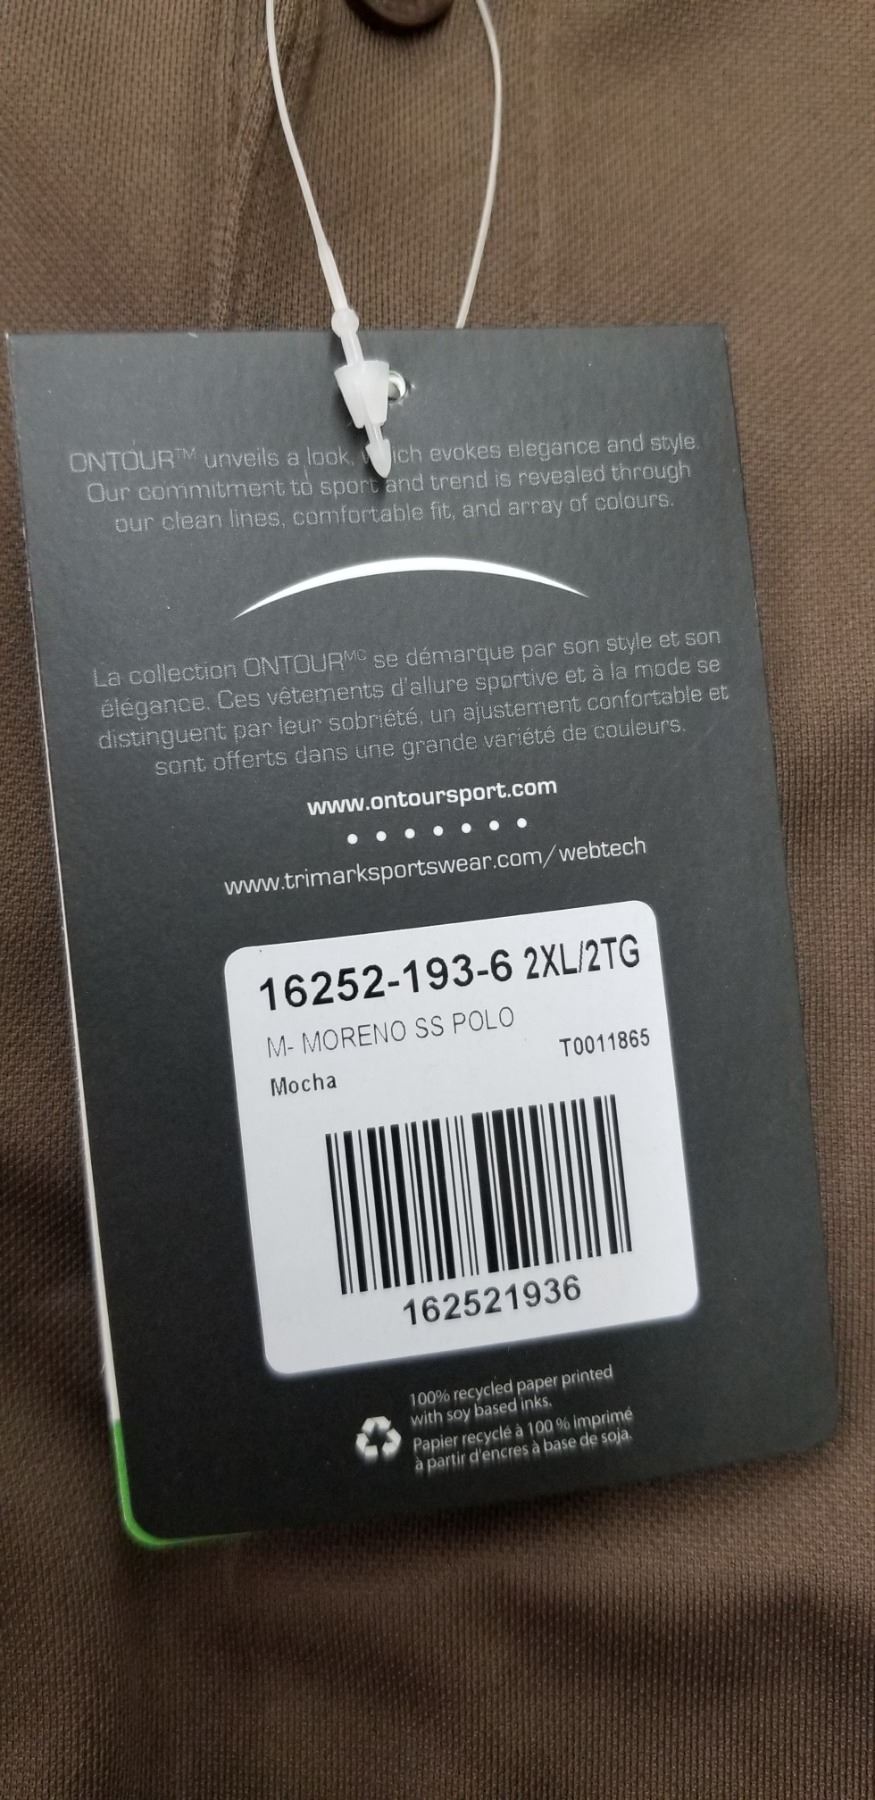 ONTOUR™ unveils a look, which evokes elegance and style.
Our commitment to sport and trend is revealed through
our clean lines, comfortable fit, and array of colours.
La collection ONTOURᴹᶜ se démarque par son style et son
élégance. Ces vêtements d'allure sportive et à la mode se
distinguent par leur sobriété, un ajustement confortable et
sont offerts dans une grande variété de couleurs.
www.ontoursport.com
www.trimarksportswear.com/webtech
16252-193-6 2XL/2TG
M- MORENO SS POLO
T0011865
Mocha
162521936
100% recycled paper printed
with soy based inks.
Papier recyclé à 100 % imprimé
à partir d'encres à base de soja.